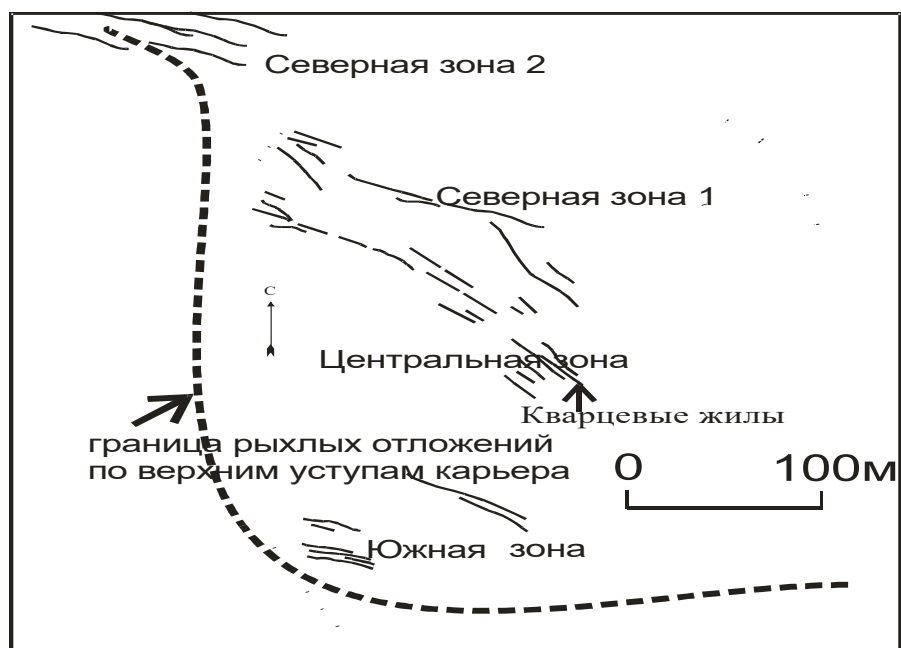 Северная зона 2
Северная зона 1
С
Центральная зона
Кварцевые жилы
граница рыхлых отложений
по верхним уступам карьера
0 100м
Южная зона